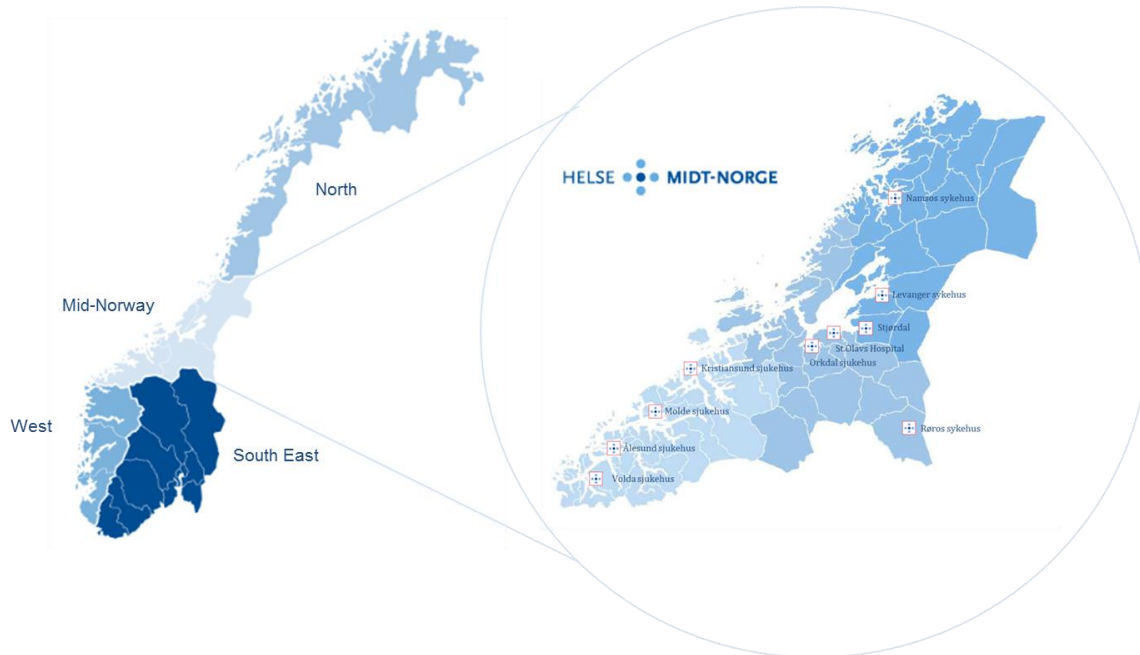 North
Mid-Norway
West
South East
HELSE MIDT-NORGE
Namsos sykehus
Levanger sykehus
Stjørdal
St Olavs Hospital
Orkdal sjukehus
Kristiansund sjukehus
Molde sjukehus
Røros sykehus
Ålesund sjukehus
Volda sjukehus